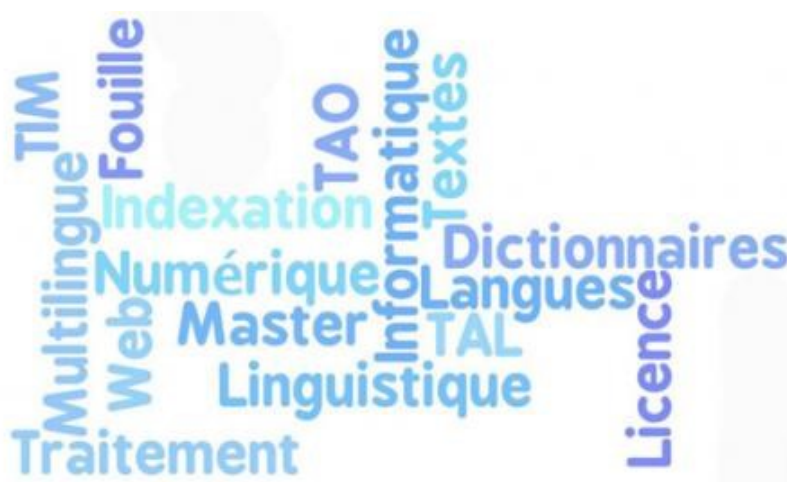 TIM
Fouille
TAO
Informatique
Textes
Multilingue
Indexation
Dictionnaires
Numérique
Langues
Web
Master
TAL
Licence
Linguistique
Traitement